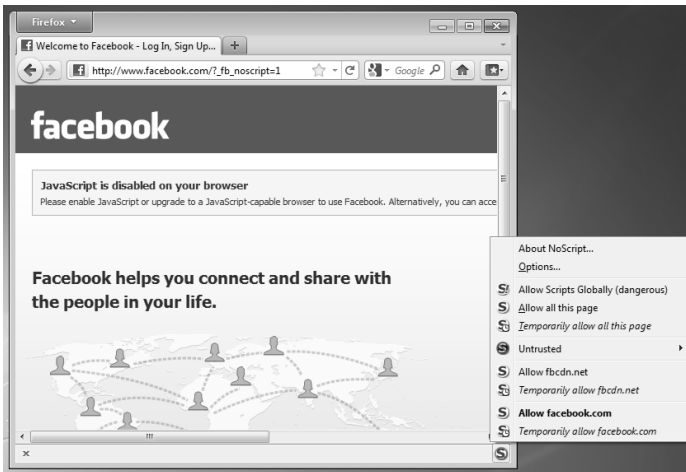 Firefox
Welcome to Facebook - Log In, Sign Up...
http://www.facebook.com/?_fb_noscript=1
Google
facebook
JavaScript is disabled on your browser
Please enable JavaScript or upgrade to a JavaScript-capable browser to use Facebook. Alternatively, you can acce
Facebook helps you connect and share with
the people in your life.
About NoScript...
Options...
Allow Scripts Globally (dangerous)
Allow all this page
Temporarily allow all this page
Untrusted
Allow fbcdn.net
Temporarily allow fbcdn.net
Allow facebook.com
Temporarily allow facebook.com